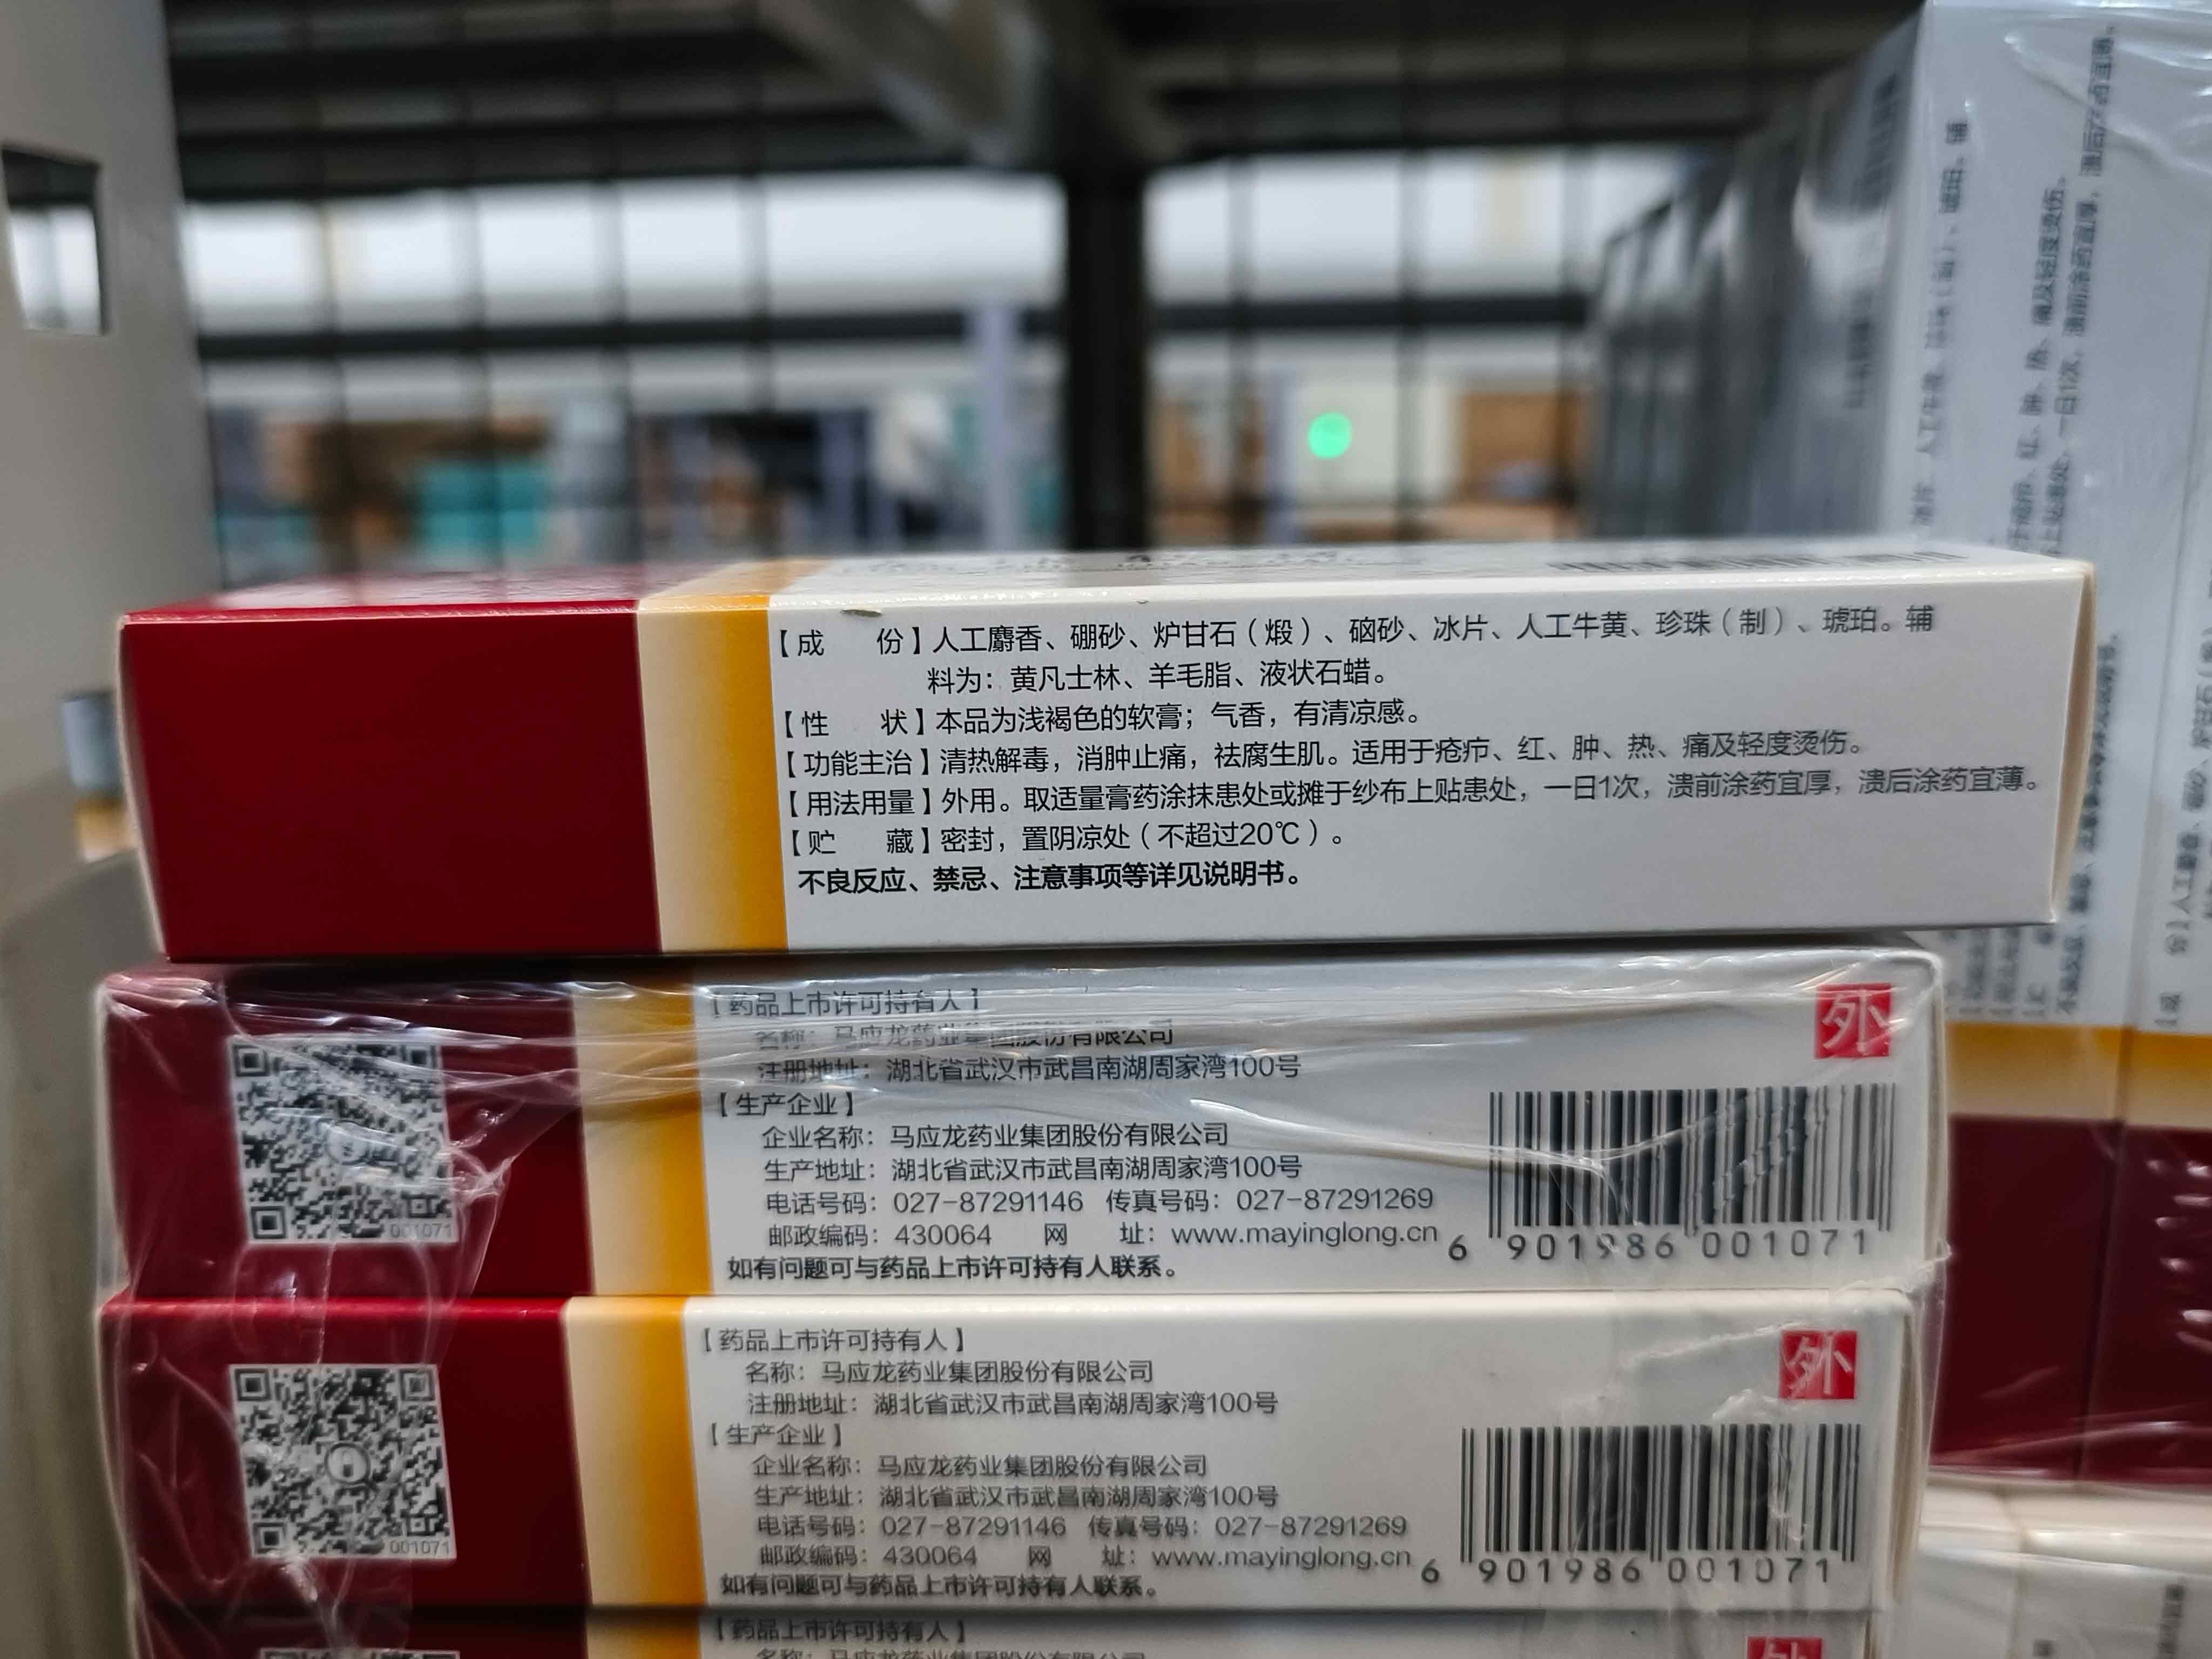 【成 份】人工麝香、硼砂、炉甘石（煅）、硇砂、冰片、人工牛黄、珍珠（制）、琥珀。辅
料为：黄凡士林、羊毛脂、液状石蜡。
【性 状】本品为浅褐色的软膏；气香，有清凉感。
【功能主治】清热解毒，消肿止痛，祛腐生肌。适用于疮疖、红、肿、热、痛及轻度烫伤。
【用法用量】外用。取适量膏药涂抹患处或摊于纱布上贴患处，一日1次，溃前涂药宜厚，溃后涂药宜薄。
【贮 藏】密封，置阴凉处（不超过20℃）。
不良反应、禁忌、注意事项等详见说明书。
【药品上市许可持有人】
名称：马应龙药业集团股份有限公司
注册地址：湖北省武汉市武昌南湖周家湾100号
【生产企业】
企业名称：马应龙药业集团股份有限公司
生产地址：湖北省武汉市武昌南湖周家湾100号
电话号码：027-87291146 传真号码：027-87291269
邮政编码：430064 网 址：www.mayinglong.cn
如有问题可与药品上市许可持有人联系。
001071
外
6 901986 001071
【药品上市许可持有人】
名称：马应龙药业集团股份有限公司
注册地址：湖北省武汉市武昌南湖周家湾100号
【生产企业】
企业名称：马应龙药业集团股份有限公司
生产地址：湖北省武汉市武昌南湖周家湾100号
电话号码：027-87291146 传真号码：027-87291269
邮政编码：430064 网 址：www.mayinglong.cn
如有问题可与药品上市许可持有人联系。
001071
外
6 901986 001071
【药品上市许可持有人】